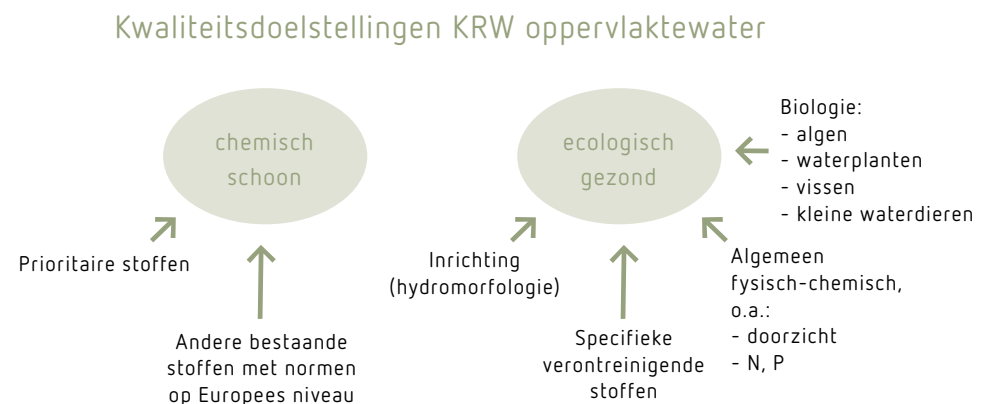 Kwaliteitsdoelstellingen KRW oppervlaktewater
chemisch
schoon
Prioritaire stoffen
Andere bestaande
stoffen met normen
op Europees niveau
ecologisch
gezond
Inrichting
(hydromorfologie)
Specifieke
verontreinigende
stoffen
Biologie:
- algen
- waterplanten
- vissen
- kleine waterdieren
Algemeen
fysisch-chemisch,
o.a.:
- doorzicht
- N, P